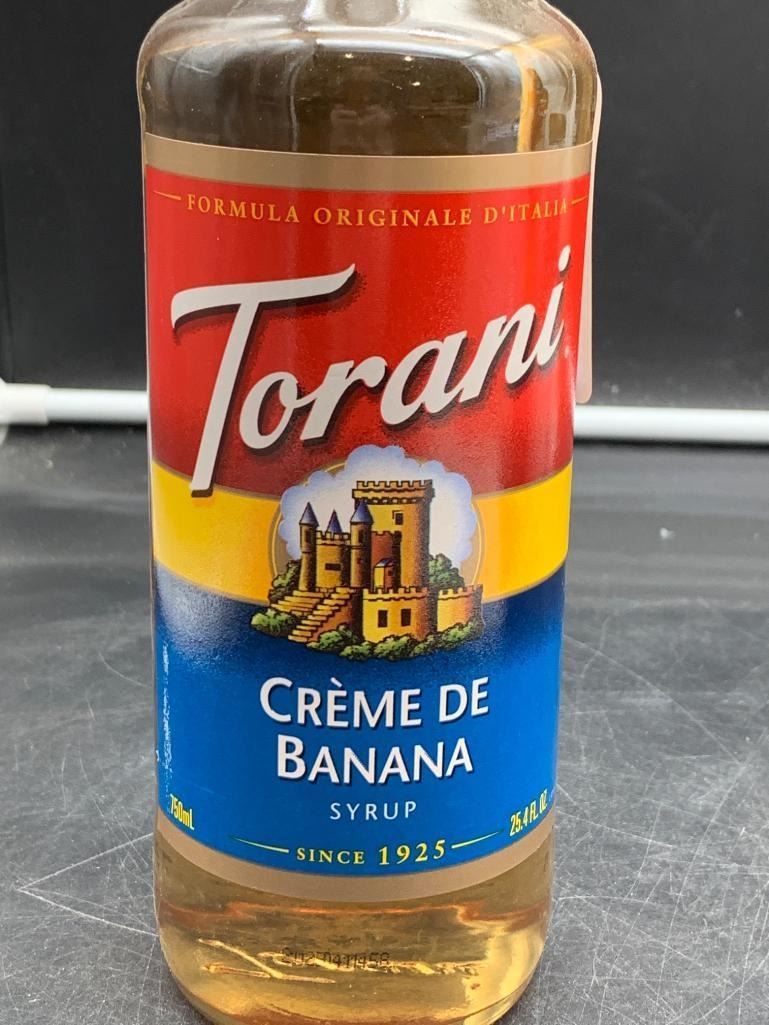 FORMULA ORIGINALE D'ITALIA
Torani
CRÈME DE
BANANA
SYRUP
750mL
25.4 FL. OZ.
SINCE 1925